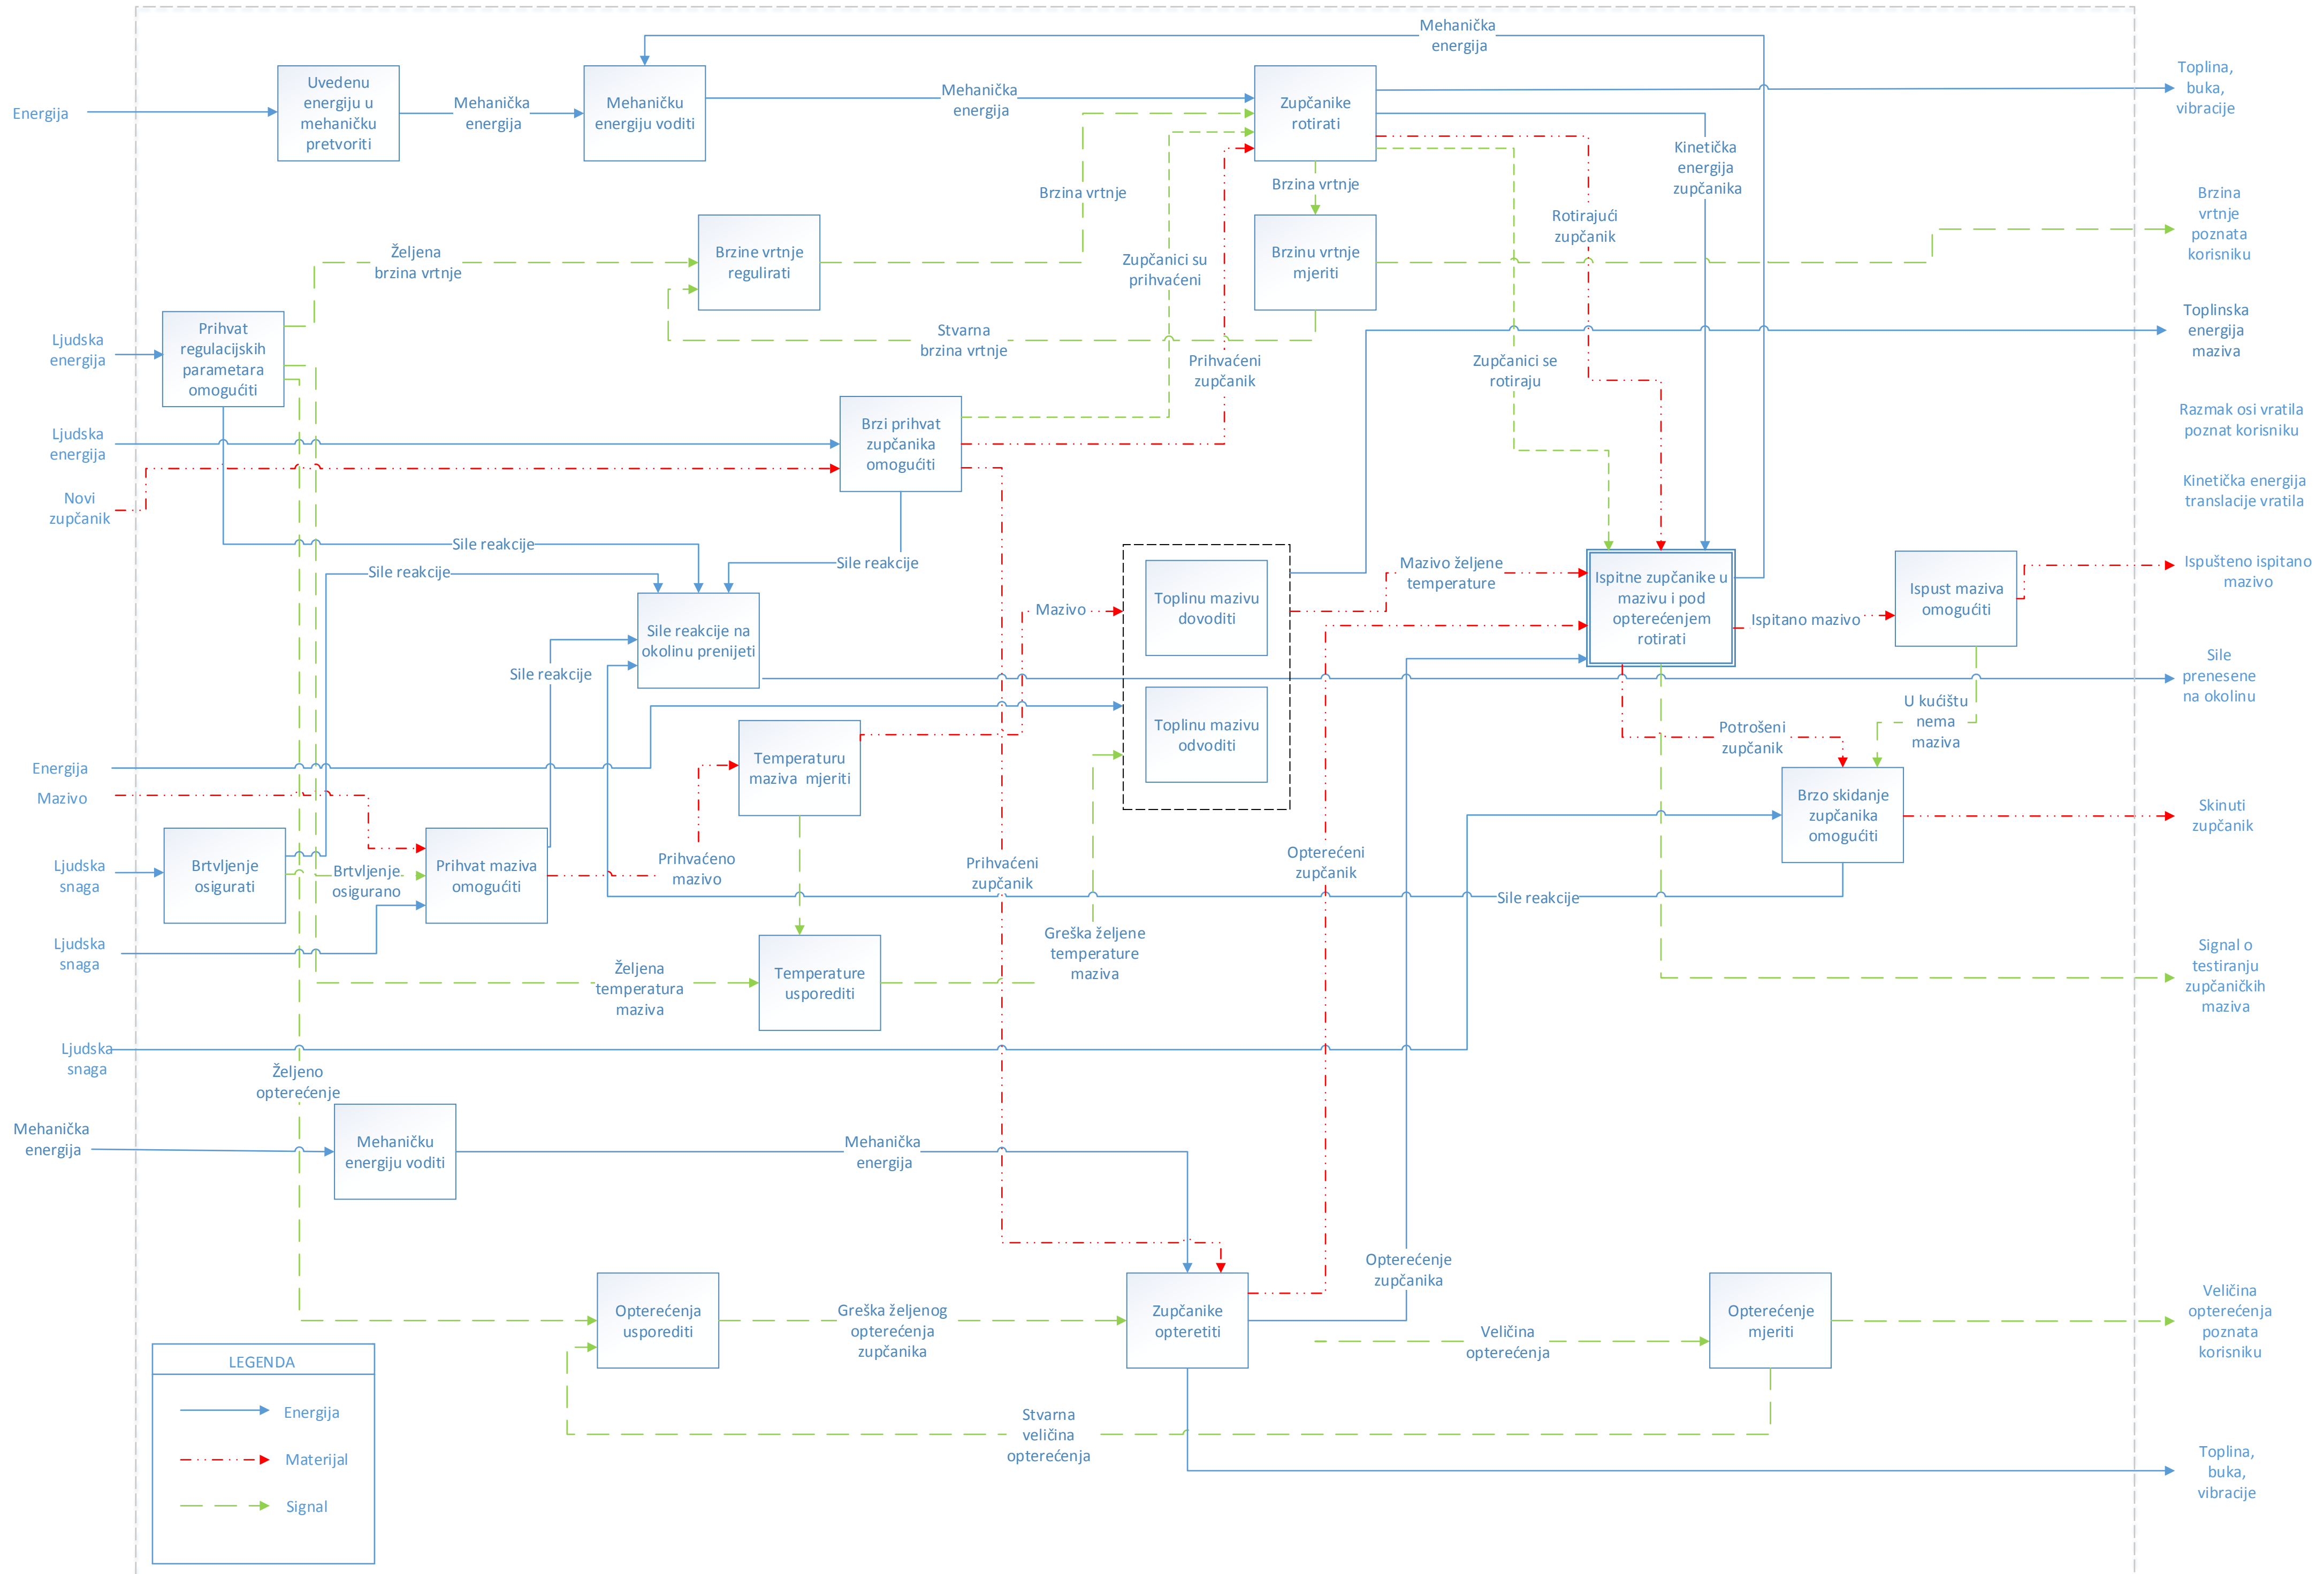 Mehanička
energija
Energija
Uvedenu
energiju u
mehaničku
pretvoriti
Mehanička
energija
Mehaničku
energiju voditi
Mehanička
energija
Zupčanike
rotirati
Toplina,
buka,
vibracije
Kinetička
energija
zupčanika
Brzina vrtnje
Brzina vrtnje
Rotirajući
zupčanik
Brzina
vrtnje
poznata
korisniku
Željena
brzina vrtnje
Brzine vrtnje
regulirati
Zupčanici su
prihvaćeni
Brzinu vrtnje
mjeriti
Ljudska
energija
Prihvat
regulacijskih
parametara
omogućiti
Stvarna
brzina vrtnje
Prihvaćeni
zupčanik
Zupčanici se
rotiraju
Toplinska
energija
maziva
Ljudska
energija
Brzi prihvat
zupčanika
omogućiti
Razmak osi vratila
poznat korisniku
Novi
zupčanik
Kinetička energija
translacije vratila
Sile reakcije
Sile reakcije
Sile reakcije
Sile reakcije na
okolinu prenijeti
Sile reakcije
Mazivo
Toplinu mazivu
dovoditi
Toplinu mazivu
odvoditi
Mazivo željene
temperature
Ispitne zupčanike u
mazivu i pod
opterećenjem
rotirati
Ispitano mazivo
Ispust maziva
omogućiti
Ispušteno ispitano
mazivo
Sile
prenesene
na okolinu
U kućištu
nema
maziva
Potrošeni
zupčanik
Energija
Mazivo
Temperaturu
maziva mjeriti
Brzo skidanje
zupčanika
omogućiti
Skinuti
zupčanik
Ljudska
snaga
Brtvljenje
osigurati
Brtvljenje
osigurano
Prihvat maziva
omogućiti
Prihvaćeno
mazivo
Prihvaćeni
zupčanik
Opterećeni
zupčanik
Sile reakcije
Ljudska
snaga
Željena
temperatura
maziva
Temperature
usporediti
Greška željene
temperature
maziva
Signal o
testiranju
zupčaničkih
maziva
Ljudska
snaga
Željeno
opterećenje
Mehanička
energija
Mehaničku
energiju voditi
Mehanička
energija
Opterećenje
zupčanika
Opterećenja
usporediti
Greška željenog
opterećenja
zupčanika
Zupčanike
opteretiti
Veličina
opterećenja
Opterećenje
mjeriti
Veličina
opterećenja
poznata
korisniku
Stvarna
veličina
opterećenja
Toplina,
buka,
vibracije
LEGENDA
Energija
Materijal
Signal